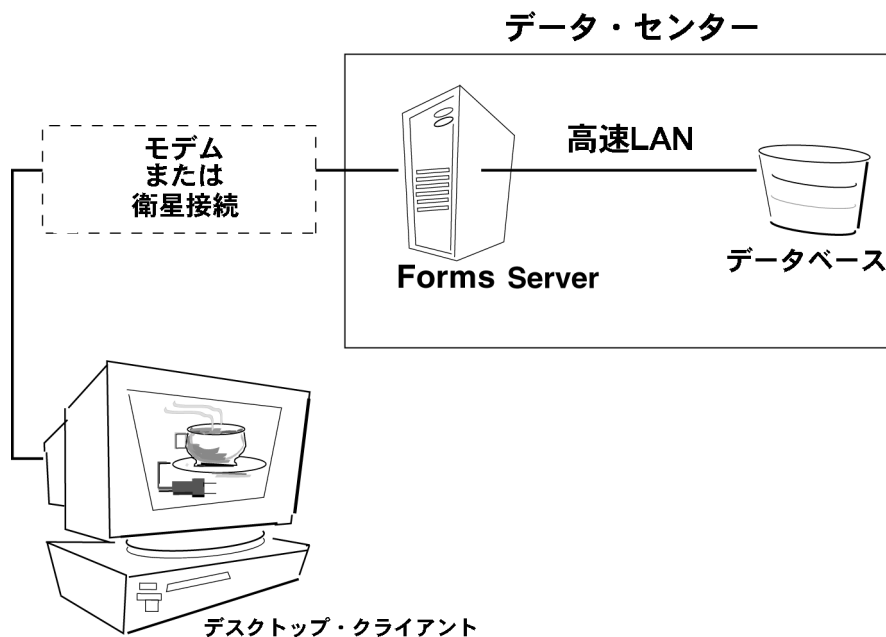 データ・センター
モデム
または
衛星接続
高速LAN
Forms Server
データベース
デスクトップ・クライアント